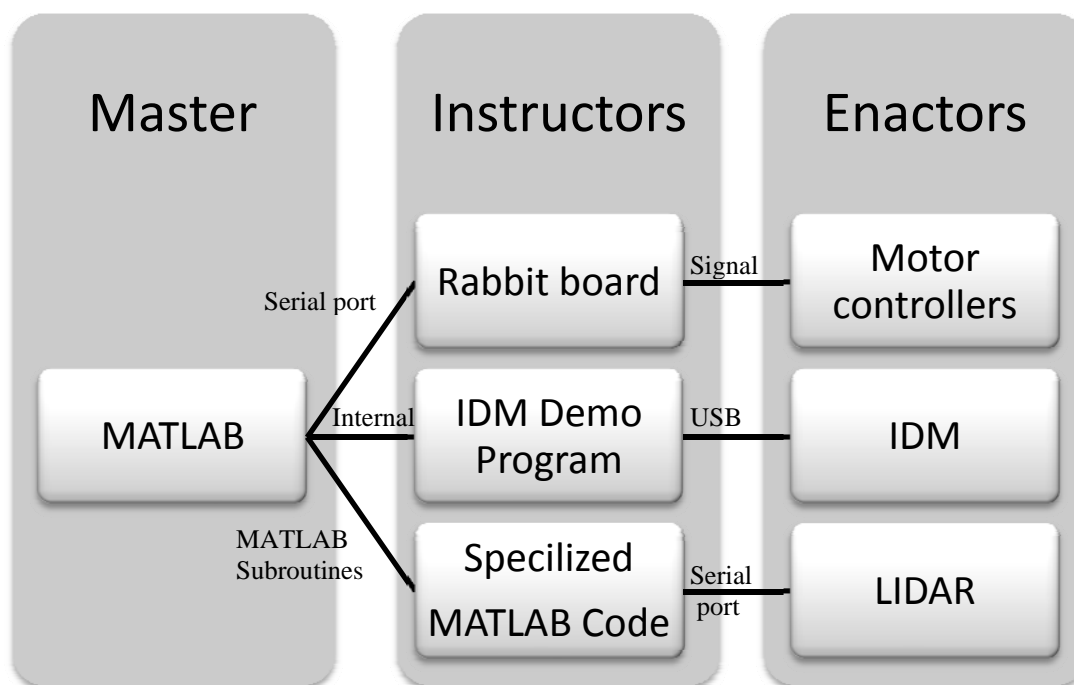 Master
Instructors
Enactors
Serial port
Rabbit board
Signal
Motor
controllers
MATLAB
Internal
IDM Demo
Program
USB
IDM
MATLAB
Subroutines
Specilized
MATLAB Code
Serial
port
LIDAR